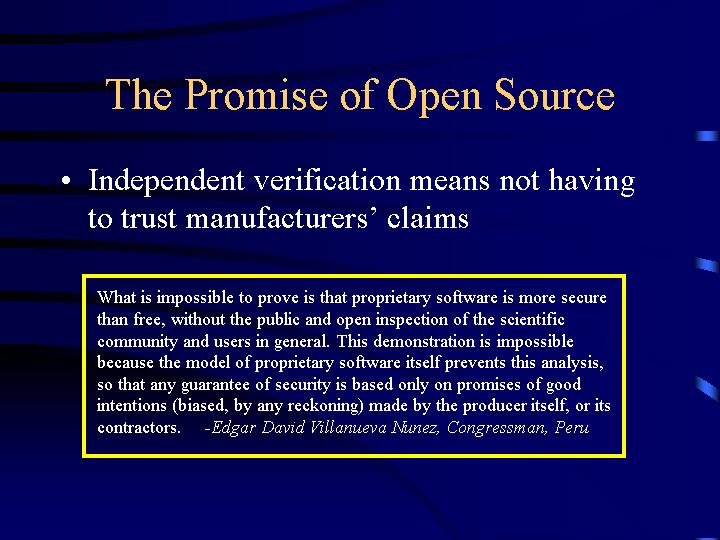 The Promise of Open Source
• Independent verification means not having
to trust manufacturers’ claims
What is impossible to prove is that proprietary software is more secure
than free, without the public and open inspection of the scientific
community and users in general. This demonstration is impossible
because the model of proprietary software itself prevents this analysis,
so that any guarantee of security is based only on promises of good
intentions (biased, by any reckoning) made by the producer itself, or its
contractors. -Edgar David Villanueva Nunez, Congressman, Peru